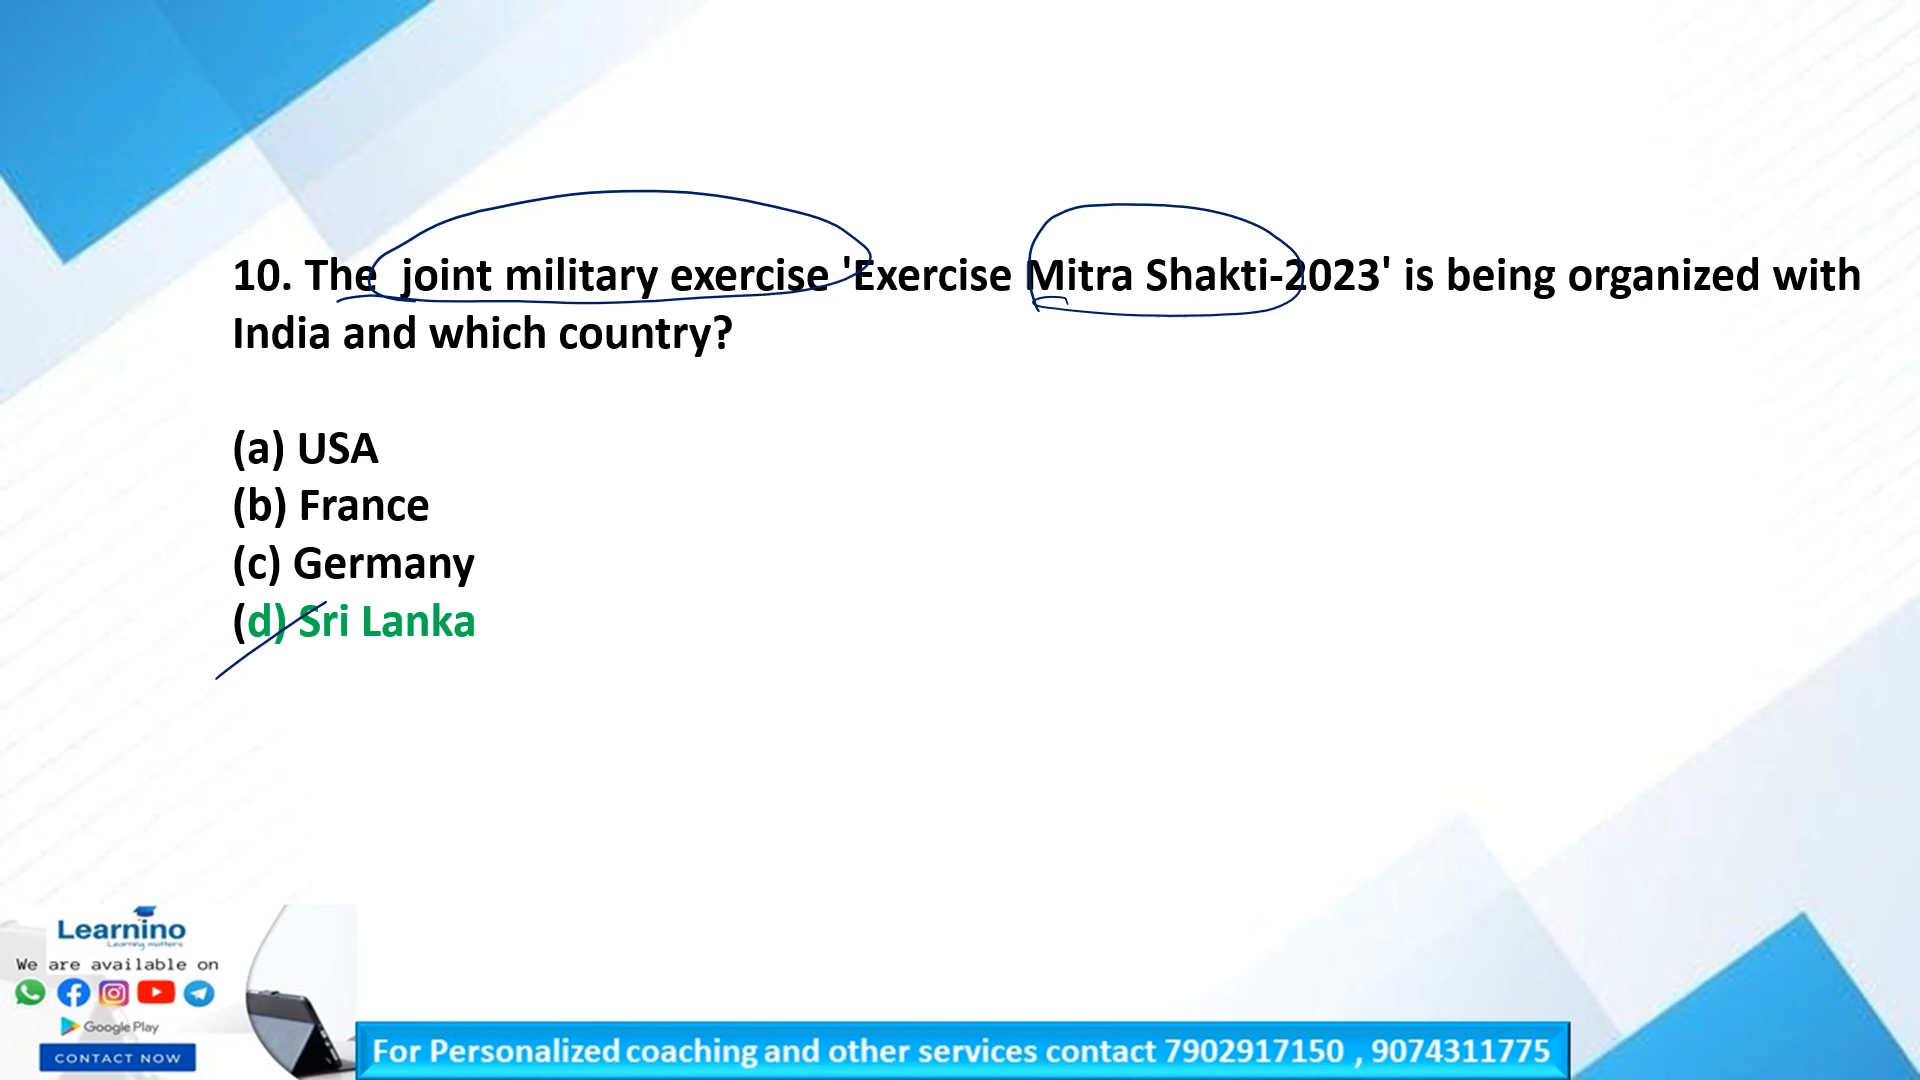 10. The joint military exercise 'Exercise Mitra Shakti-2023' is being organized with
India and which country?
(a) USA
(b) France
(c) Germany
(d) Sri Lanka
Learnino
Learning matters
We are available on
Google Play
CONTACT NOW
For Personalized coaching and other services contact 7902917150 , 9074311775